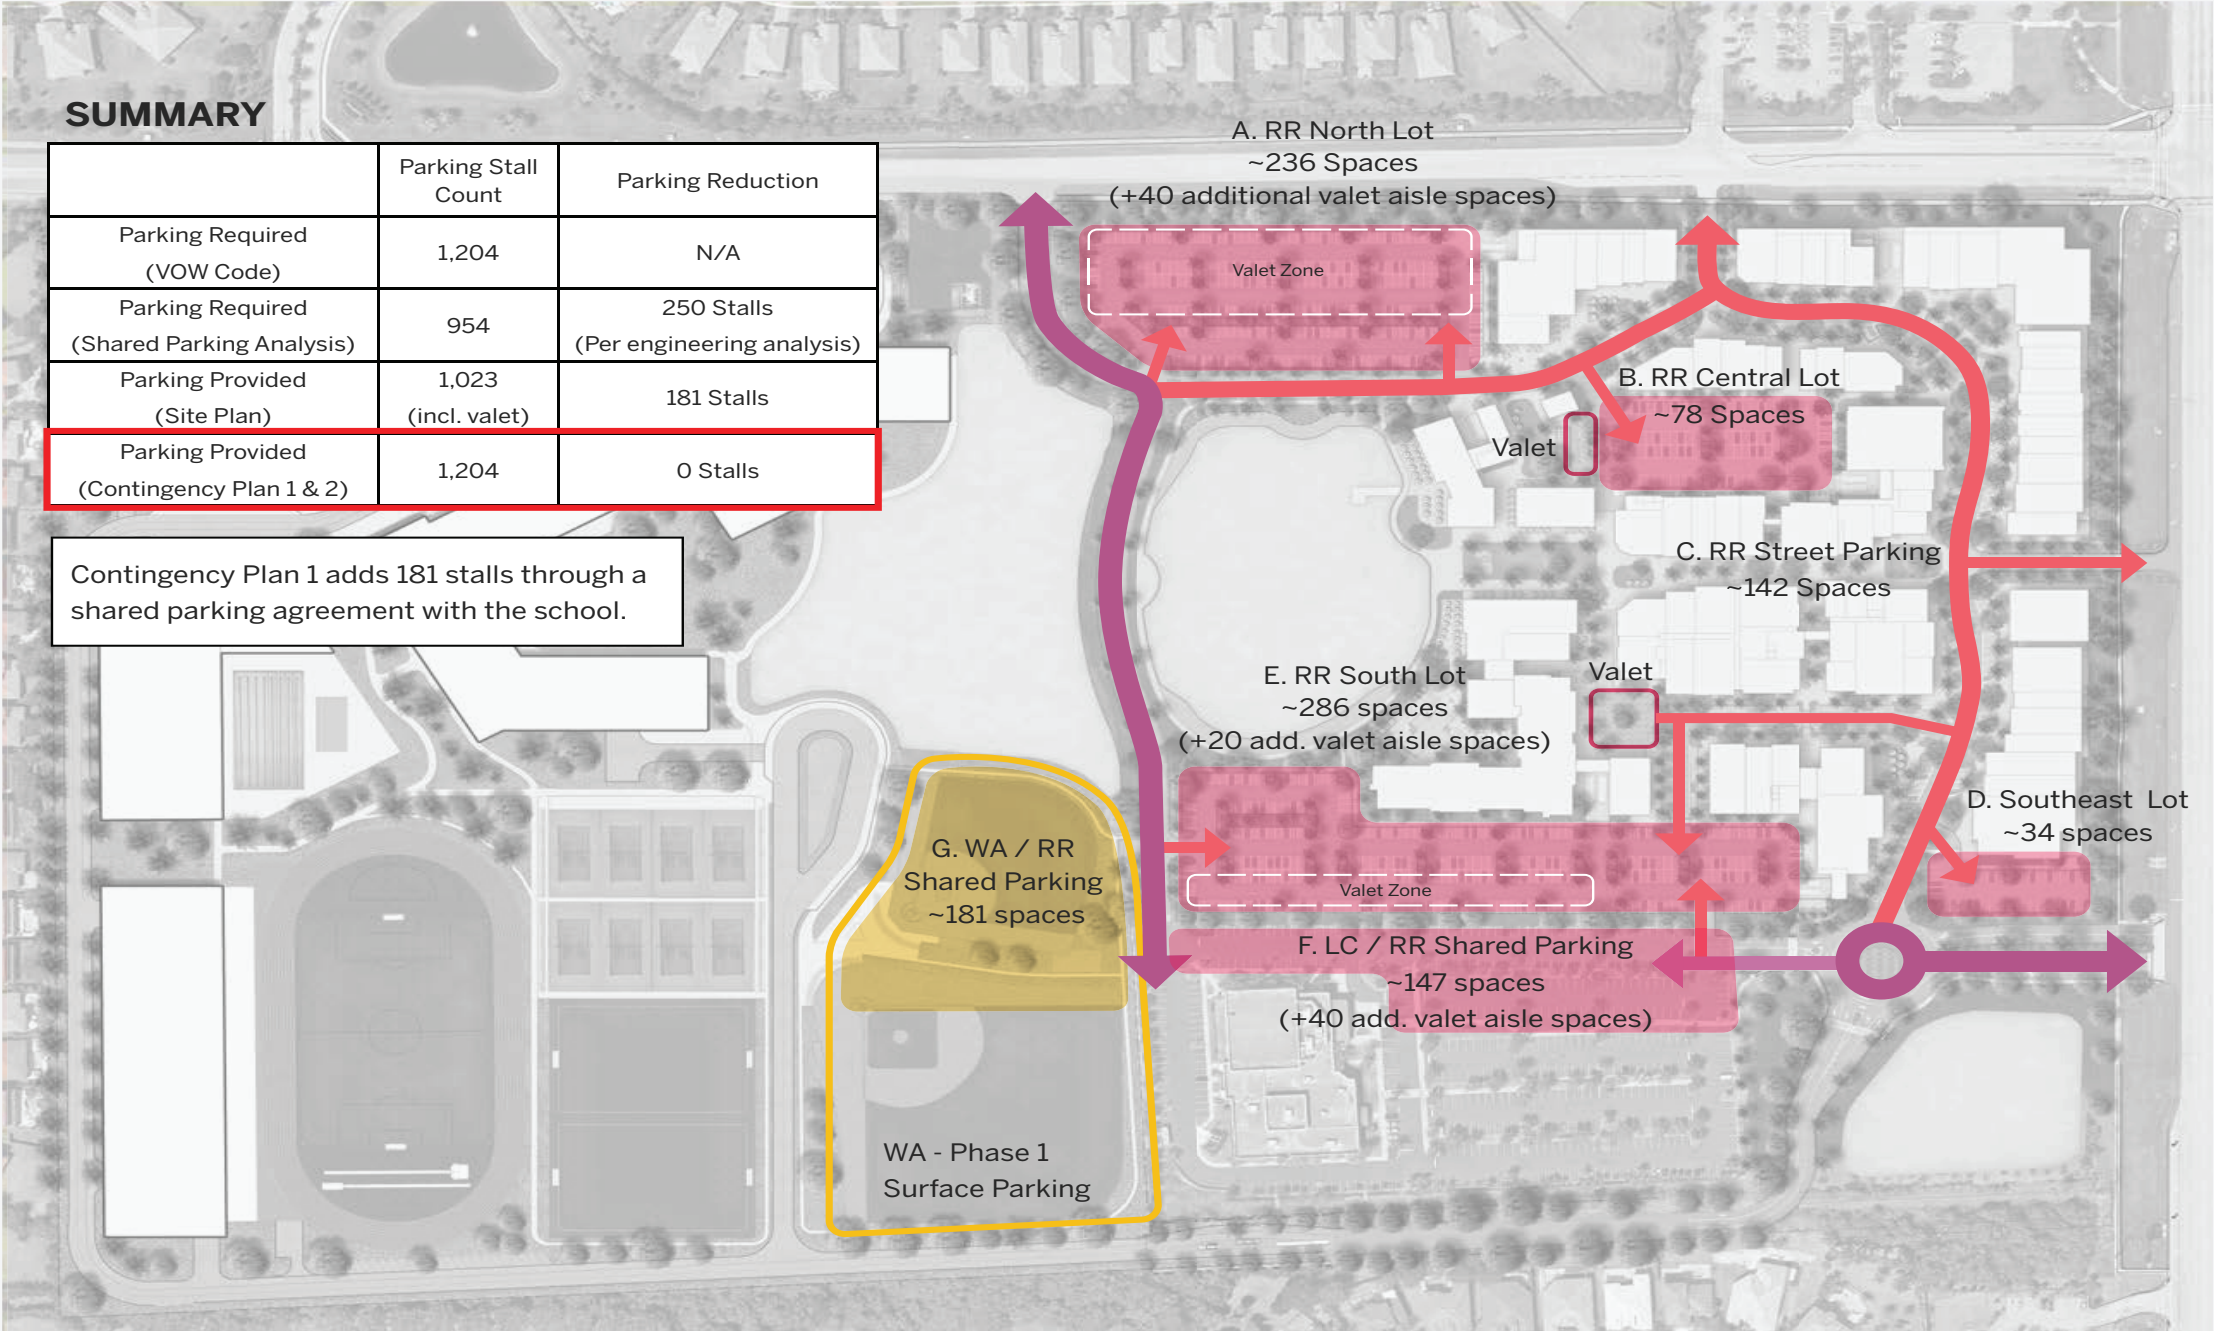 SUMMARY
Parking Stall
Count
Parking Reduction
Parking Required
(VOW Code)
1,204
N/A
Parking Required
(Shared Parking Analysis)
954
250 Stalls
(Per engineering analysis)
Parking Provided
(Site Plan)
1,023
(incl. valet)
181 Stalls
Parking Provided
(Contingency Plan 1 & 2)
1,204
0 Stalls
Contingency Plan 1 adds 181 stalls through a
shared parking agreement with the school.
A. RR North Lot
~236 Spaces
(+40 additional valet aisle spaces)
Valet Zone
B. RR Central Lot
~78 Spaces
Valet
C. RR Street Parking
~142 Spaces
Valet
E. RR South Lot
~286 spaces
(+20 add. valet aisle spaces)
D. Southeast Lot
~34 spaces
Valet Zone
G. WA / RR
Shared Parking
~181 spaces
F. LC / RR Shared Parking
~147 spaces
(+40 add. valet aisle spaces)
WA - Phase 1
Surface Parking